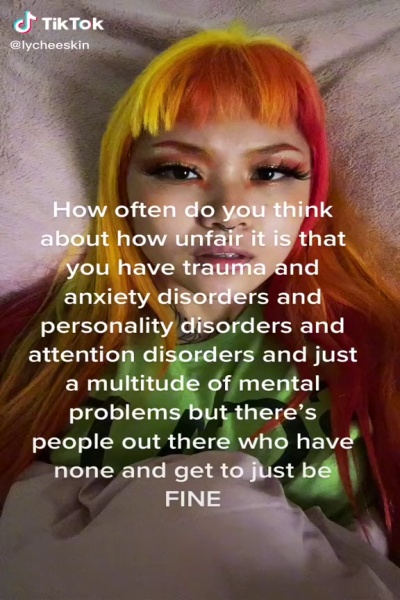 TikTok
@lycheeskin
How often do you think
about how unfair it is that
you have trauma and
anxiety disorders and
personality disorders and
attention disorders and just
a multitude of mental
problems but there's
people out there who have
none and get to just be
FINE